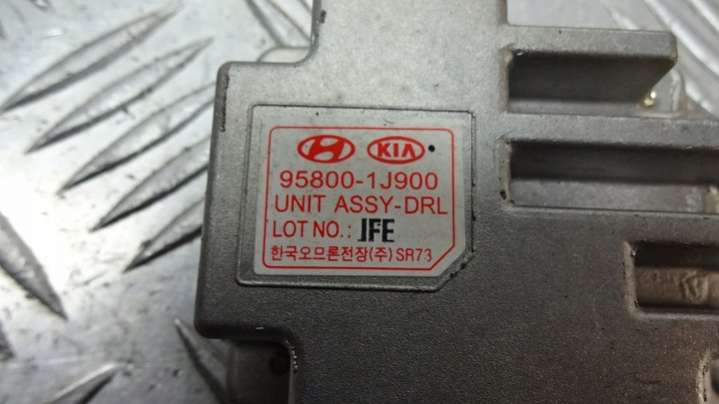 KIA
95800-1J900
UNIT ASSY-DRL
LOT NO.: JFE
한국오므론전장(주) SR73